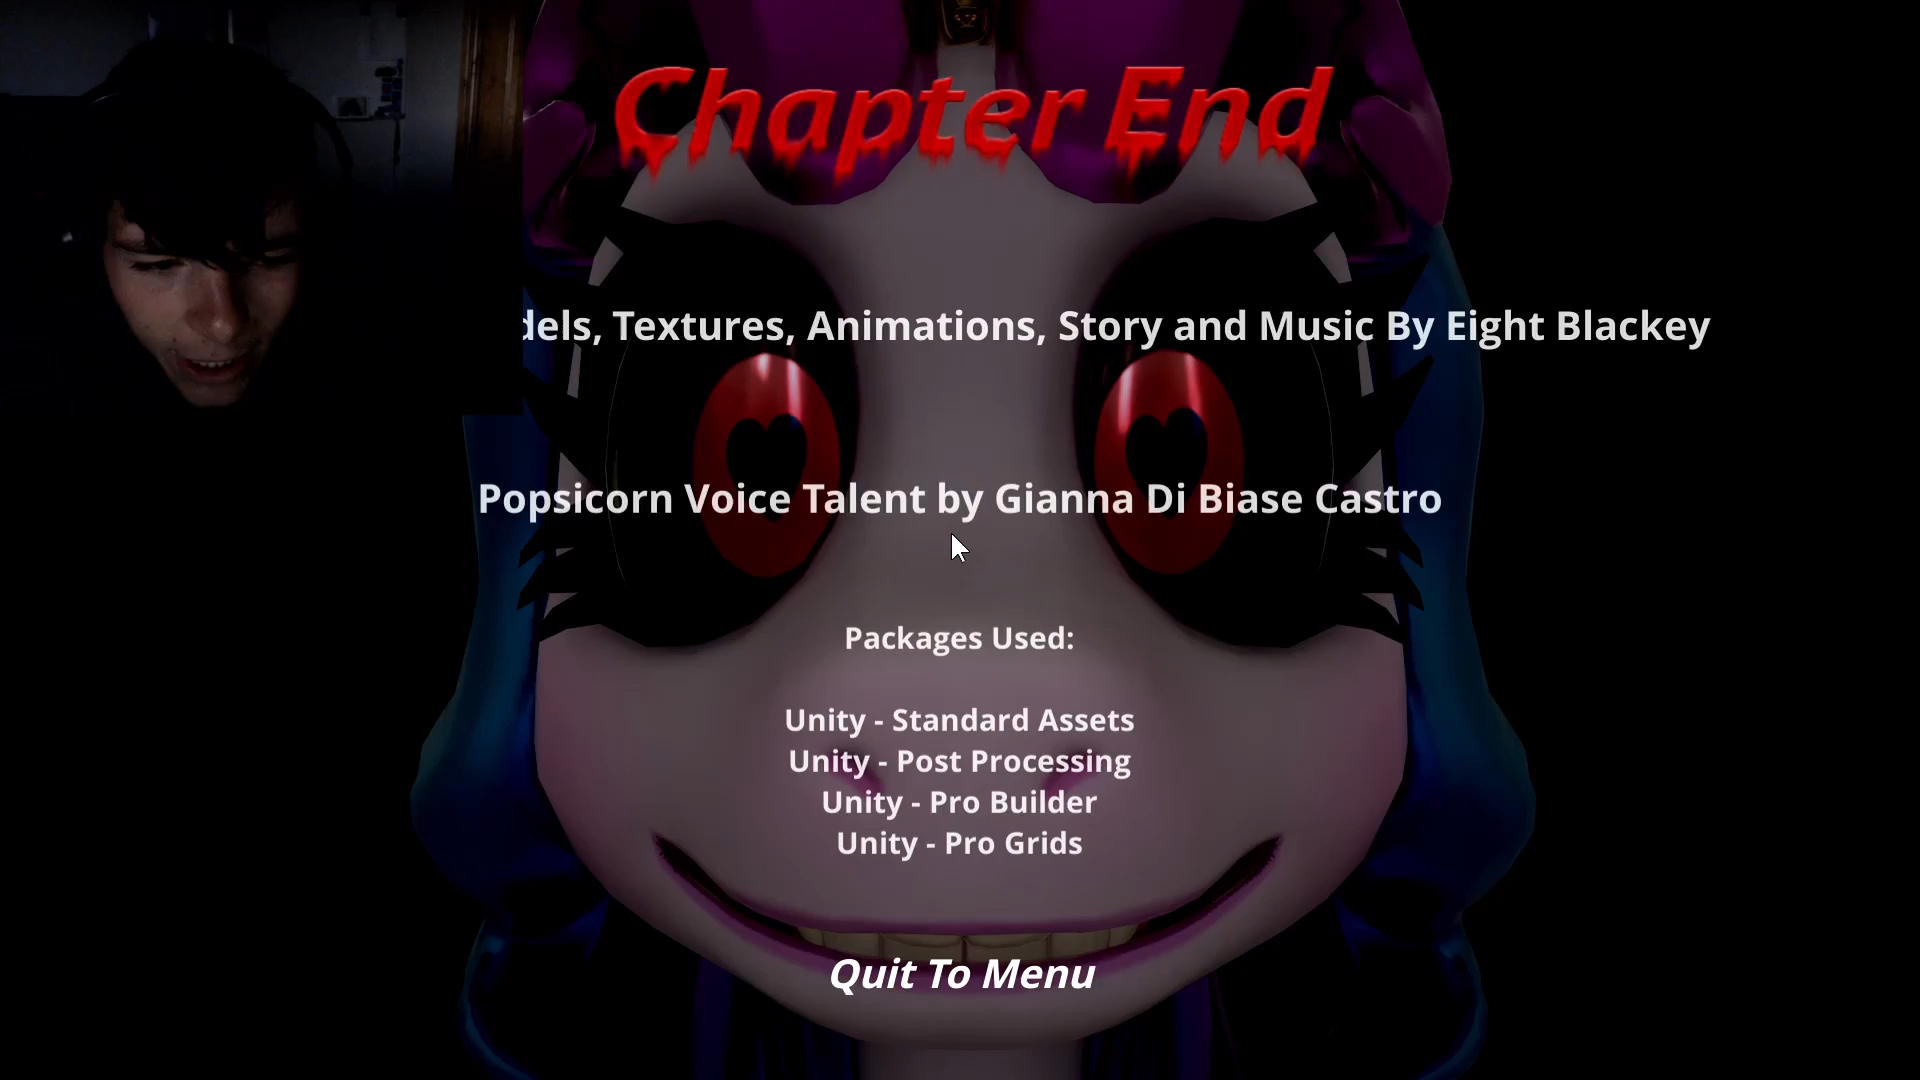 Chapter End
dels, Textures, Animations, Story and Music By Eight Blackey
Popsicorn Voice Talent by Gianna Di Biase Castro
Packages Used:
Unity - Standard Assets
Unity - Post Processing
Unity - Pro Builder
Unity - Pro Grids
Quit To Menu